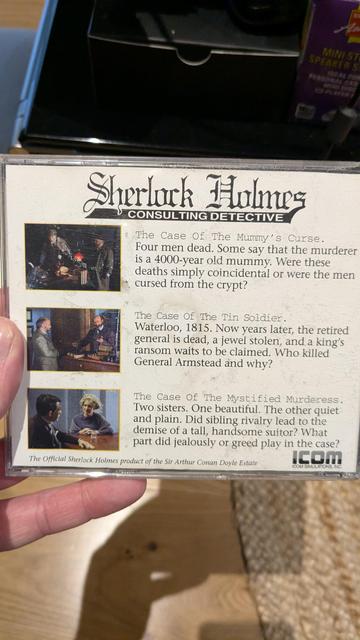 MINI-ST
SPEAKER S
Sherlock Holmes
CONSULTING DETECTIVE
The Case Of The Mummy's Curse.
Four men dead. Some say that the murderer
is a 4000-year old mummy. Were these
deaths simply coincidental or were the men
cursed from the crypt?
The Case Of The Tin Soldier.
Waterloo, 1815. Now years later, the retired
general is dead, a jewel stolen, and a king's
ransom waits to be claimed. Who killed
General Armstead and why?
The Case Of The Mystified Murderess.
Two sisters. One beautiful. The other quiet
and plain. Did sibling rivalry lead to the
demise of a tall, handsome suitor? What
part did jealously or greed play in the case?
The Official Sherlock Holmes product of the Sir Arthur Conan Doyle Estate
ICOM
ICOM SIMULATIONS, INC.